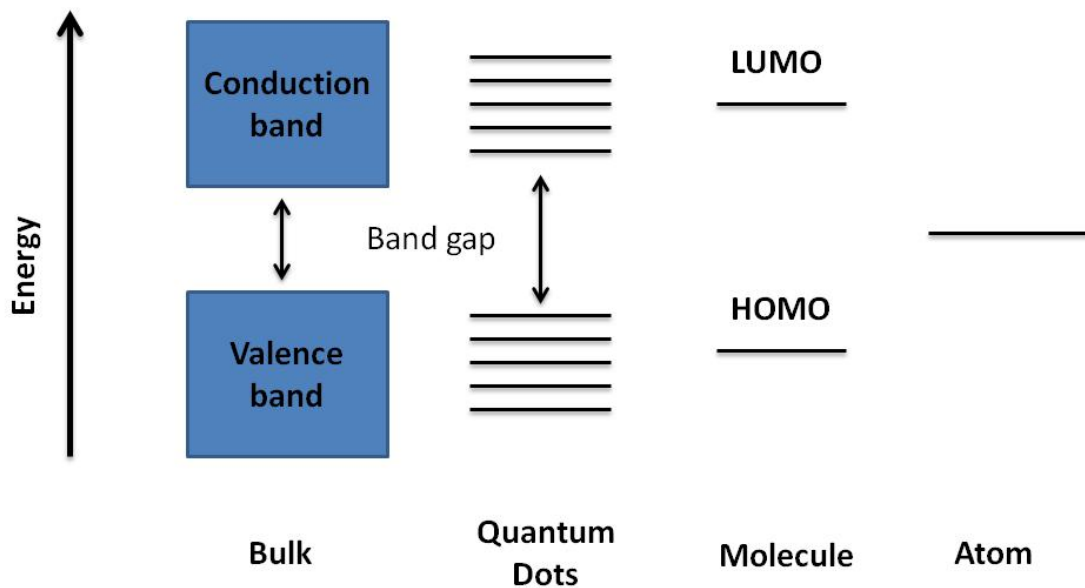 Energy
Conduction
band
Band gap
Valence
band
LUMO
HOMO
Bulk
Quantum
Dots
Molecule
Atom